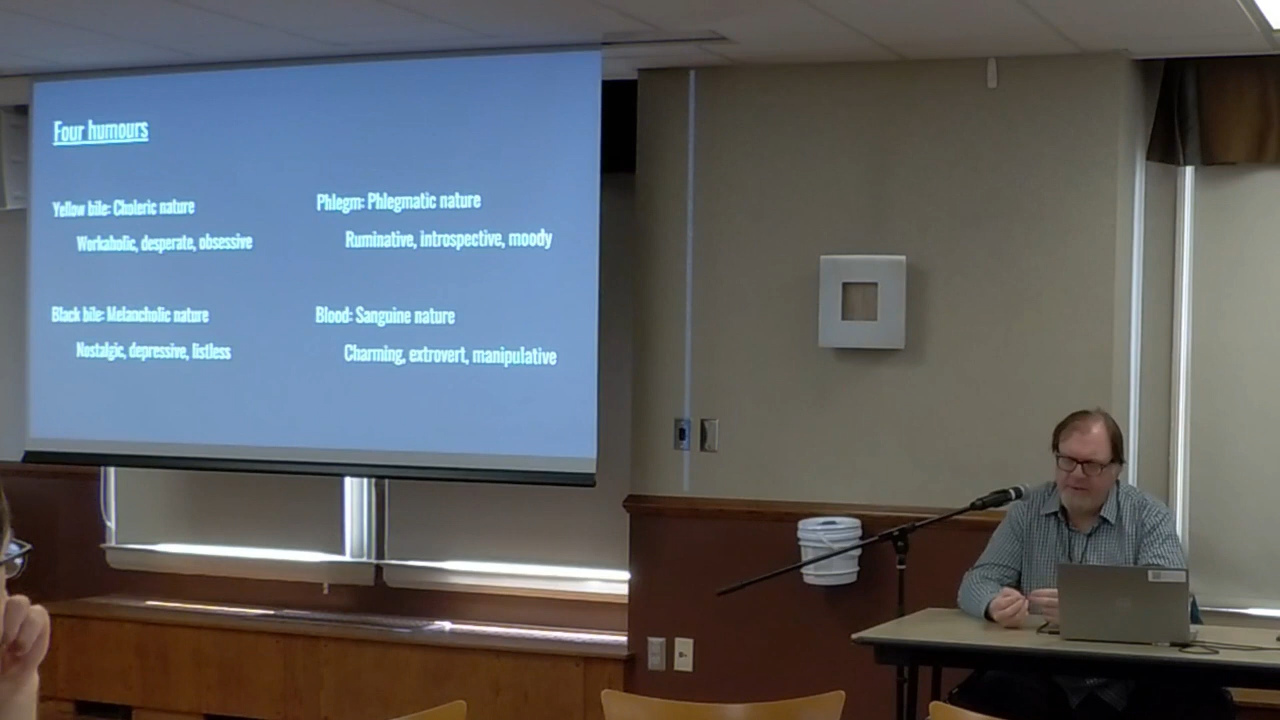 Four humours
Yellow bile: Choleric nature
Workaholic, desperate, obsessive
Black bile: Melancholic nature
Nostalgic, depressive, listless
Phlegm: Phlegmatic nature
Ruminative, introspective, moody
Blood: Sanguine nature
Charming, extrovert, manipulative